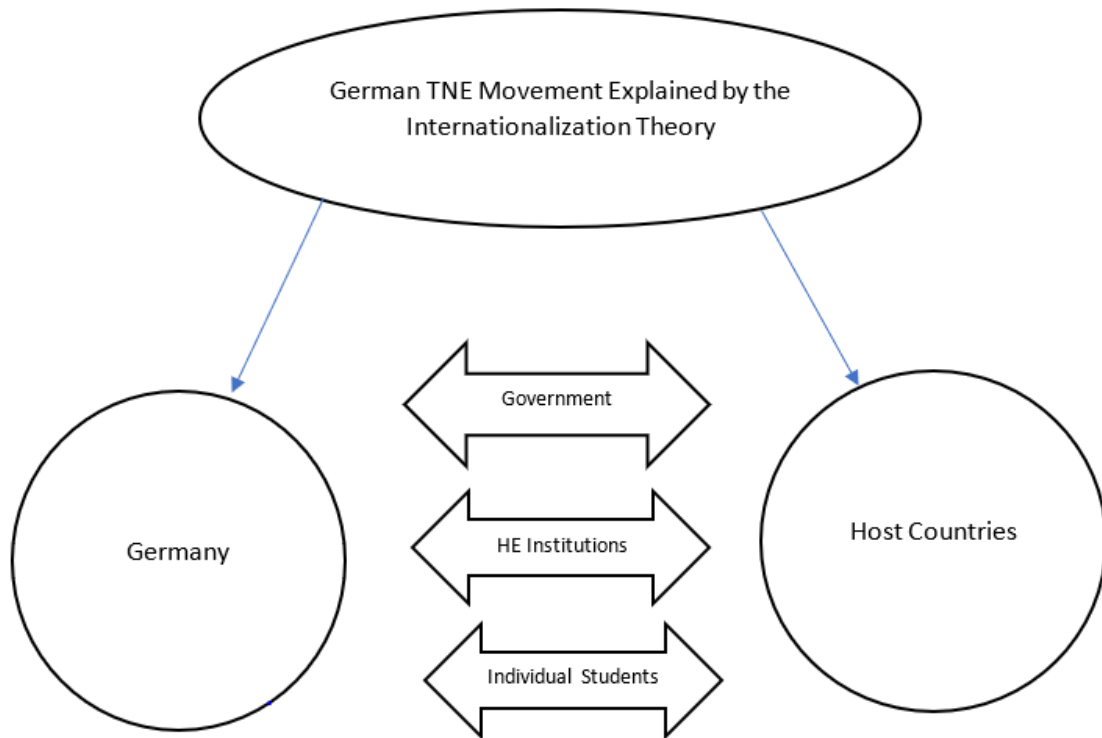 German TNE Movement Explained by the
Internationalization Theory
Government
Germany
HE Institutions
Host Countries
Individual Students